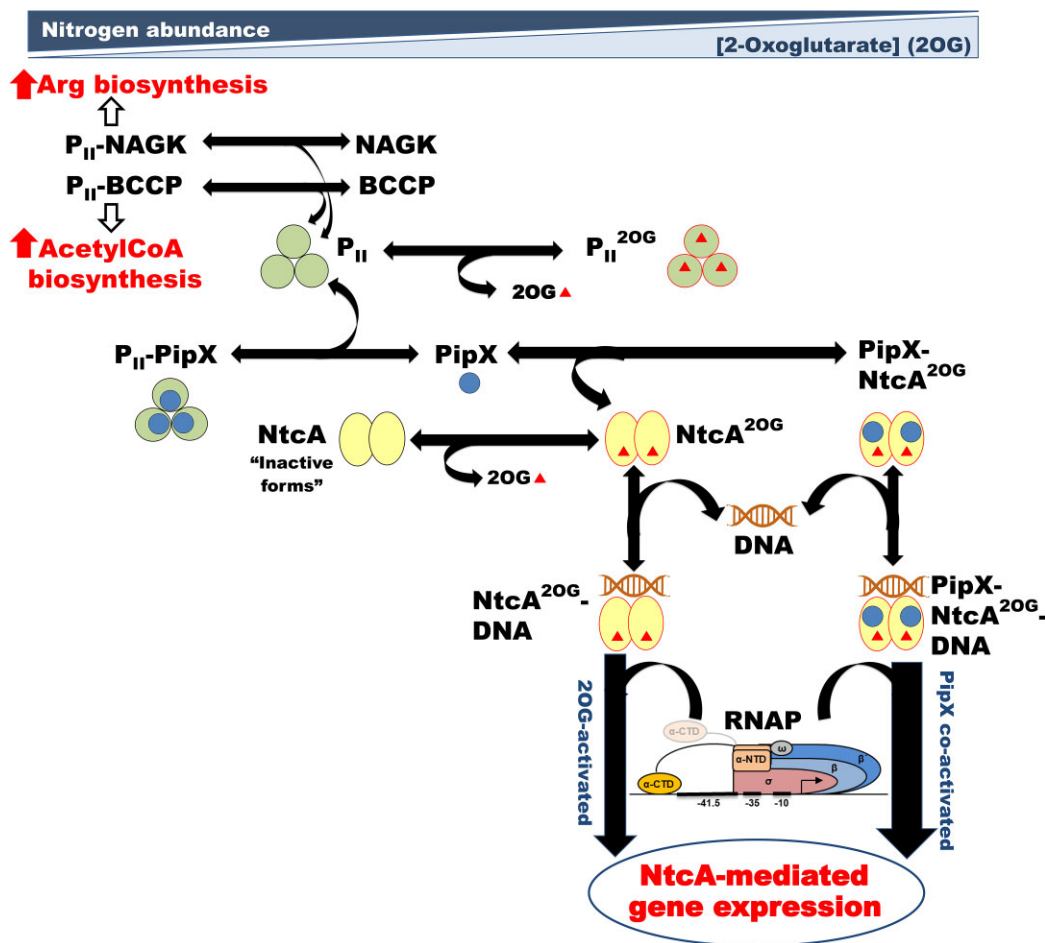 Nitrogen abundance
[2-Oxoglutarate] (2OG)
Arg biosynthesis
PII-NAGK
NAGK
PII-BCCP
BCCP
AcetylCoA
biosynthesis
PII
PII2OG
2OG
PII-PipX
PipX
PipX-
NtcA2OG
NtcA
"Inactive
forms"
2OG
NtcA2OG
DNA
NtcA2OG-
DNA
PipX-
NtcA2OG-
DNA
2OG-activated
PipX co-activated
RNAP
α-CTD
ω
α-NTD
β
β
σ
α-CTD
-41.5
-35
-10
NtcA-mediated
gene expression